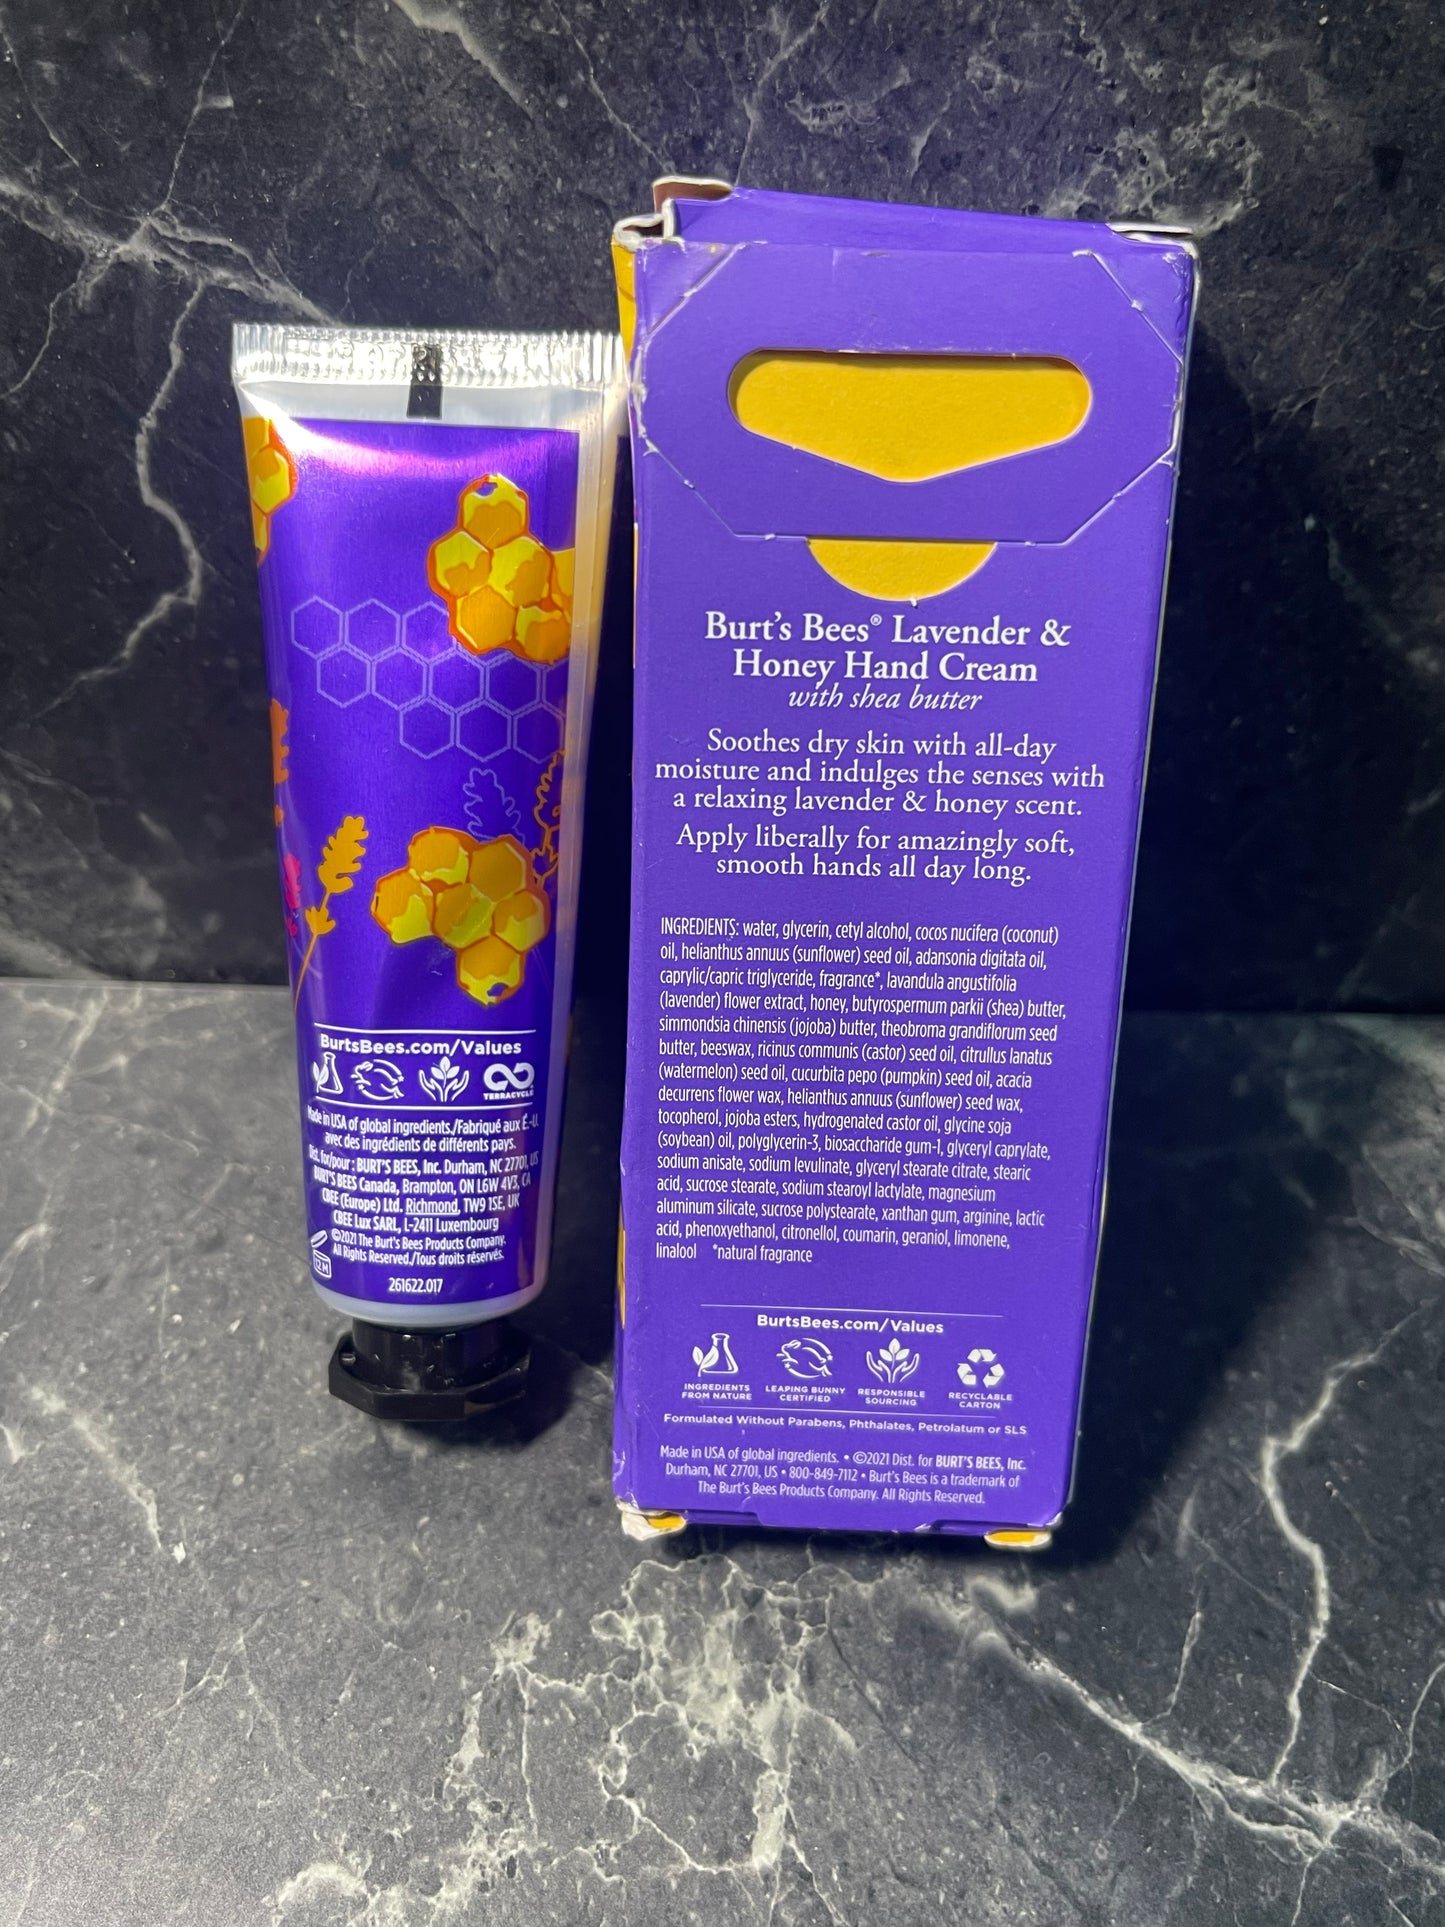 BurtsBees.com/Values
TERRACYCLE
Made in USA of global ingredients./Fabriqué aux É.-U.
avec des ingrédients de différents pays.
Dist. for/pour : BURT'S BEES, Inc. Durham, NC 27701, US
BURT'S BEES Canada, Brampton, ON L6W 4V3, CA
CBEE (Europe) Ltd. Richmond, TW9 1SE, UK
CBEE Lux SARL, L-2411 Luxembourg
©2021 The Burt's Bees Products Company.
All Rights Reserved./Tous droits réservés.
12 M
261622.017
Burt's Bees® Lavender &
Honey Hand Cream
with shea butter
Soothes dry skin with all-day
moisture and indulges the senses with
a relaxing lavender & honey scent.
Apply liberally for amazingly soft,
smooth hands all day long.
INGREDIENTS: water, glycerin, cetyl alcohol, cocos nucifera (coconut)
oil, helianthus annuus (sunflower) seed oil, adansonia digitata oil,
caprylic/capric triglyceride, fragrance*, lavandula angustifolia
(lavender) flower extract, honey, butyrospermum parkii (shea) butter,
simmondsia chinensis (jojoba) butter, theobroma grandiflorum seed
butter, beeswax, ricinus communis (castor) seed oil, citrullus lanatus
(watermelon) seed oil, cucurbita pepo (pumpkin) seed oil, acacia
decurrens flower wax, helianthus annuus (sunflower) seed wax,
tocopherol, jojoba esters, hydrogenated castor oil, glycine soja
(soybean) oil, polyglycerin-3, biosaccharide gum-1, glyceryl caprylate,
sodium anisate, sodium levulinate, glyceryl stearate citrate, stearic
acid, sucrose stearate, sodium stearoyl lactylate, magnesium
aluminum silicate, sucrose polystearate, xanthan gum, arginine, lactic
acid, phenoxyethanol, citronellol, coumarin, geraniol, limonene,
linalool *natural fragrance
BurtsBees.com/Values
INGREDIENTS
FROM NATURE
LEAPING BUNNY
CERTIFIED
RESPONSIBLE
SOURCING
RECYCLABLE
CARTON
Formulated Without Parabens, Phthalates, Petrolatum or SLS
Made in USA of global ingredients. • ©2021 Dist. for BURT'S BEES, Inc.
Durham, NC 27701, US • 800-849-7112 • Burt's Bees is a trademark of
The Burt's Bees Products Company. All Rights Reserved.